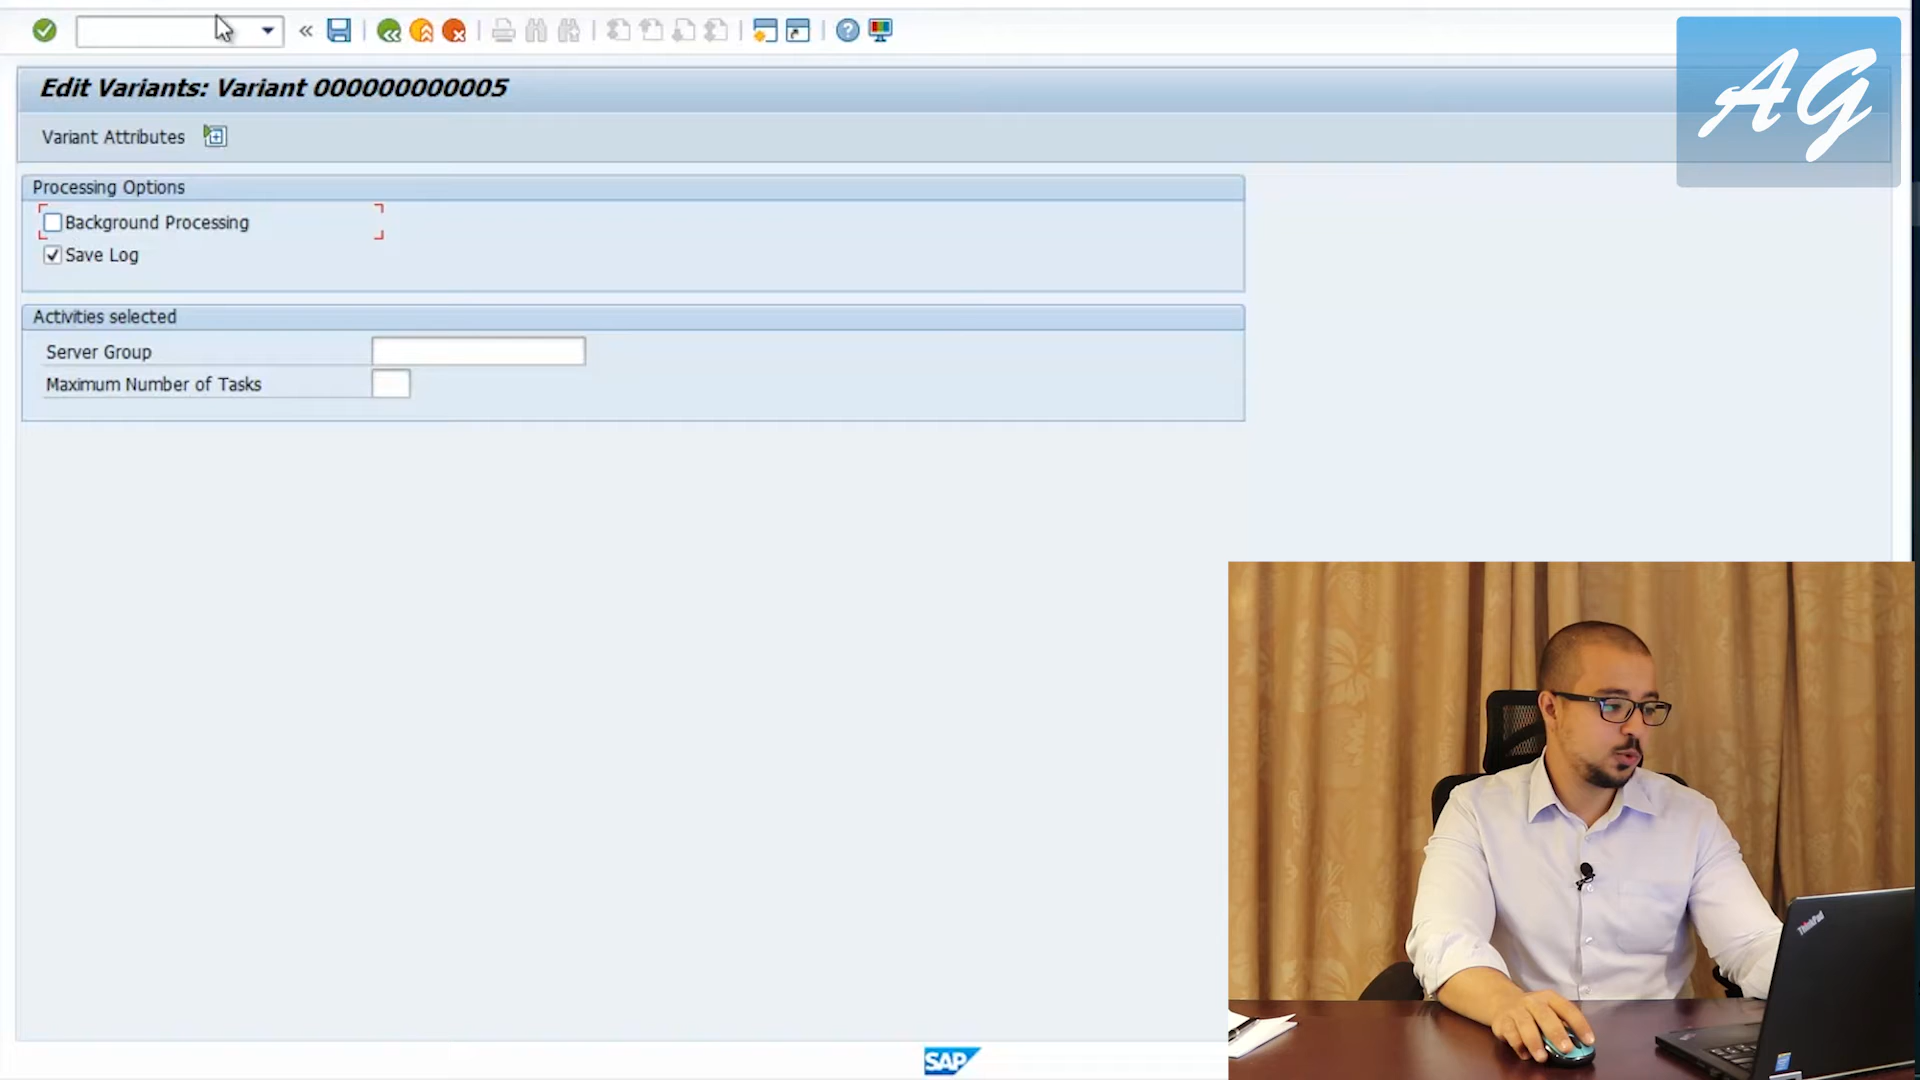 AG
Edit Variants: Variant 000000000005
Variant Attributes
Processing Options
Background Processing
Save Log
Activities selected
Server Group
Maximum Number of Tasks
ThinkPad
SAP